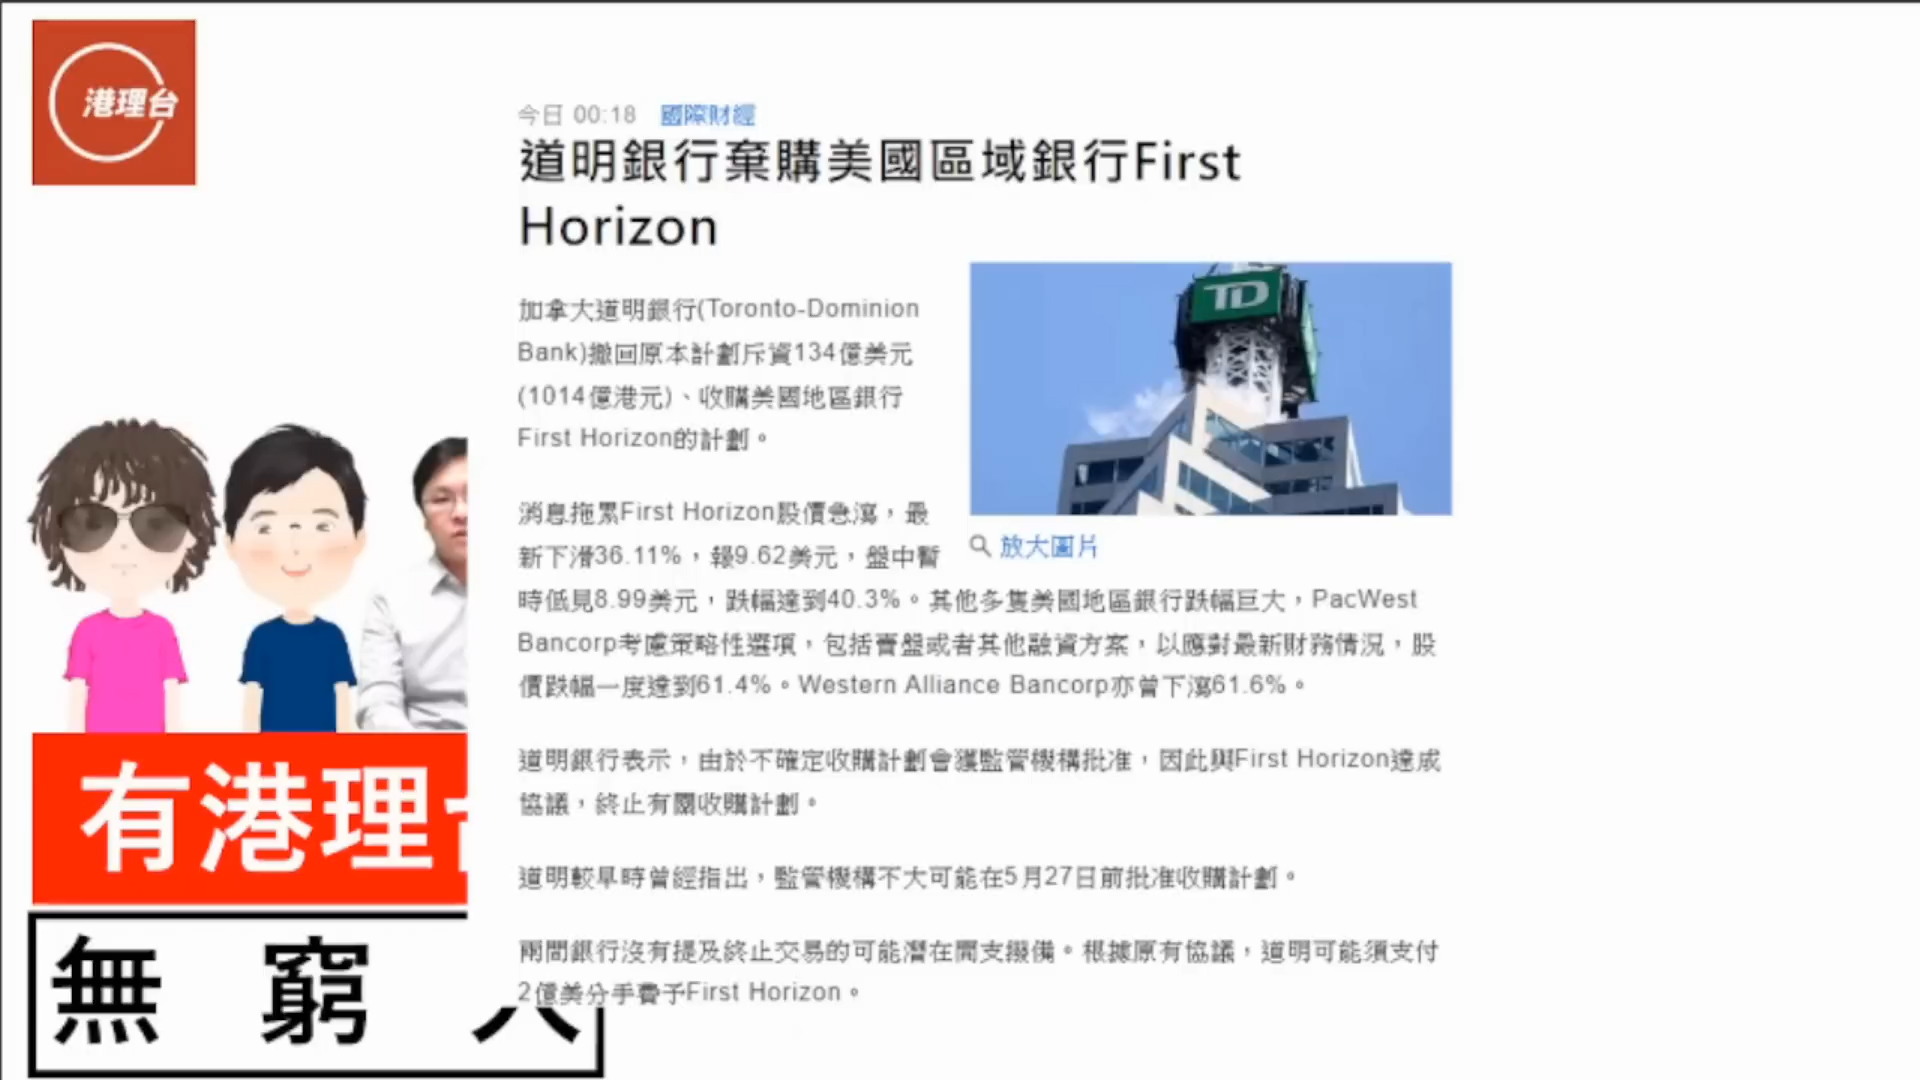 港理台
今日 00:18 國際財經
道明銀行棄購美國區域銀行First
Horizon
加拿大道明銀行(Toronto-Dominion
Bank)撤回原本計劃斥資134億美元
(1014億港元)、收購美國地區銀行
First Horizon的計劃。
TD
放大圖片
消息拖累First Horizon股價急瀉，最
新下滑36.11%，報9.62美元，盤中暫
時低見8.99美元，跌幅達到40.3%。其他多隻美國地區銀行跌幅巨大，PacWest
Bancorp考慮策略性選項，包括賣盤或者其他融資方案，以應對最新財務情況，股
價跌幅一度達到61.4%。Western Alliance Bancorp亦曾下瀉61.6%。
道明銀行表示，由於不確定收購計劃會獲監管機構批准，因此與First Horizon達成
協議，終止有關收購計劃。
道明較早時曾經指出，監管機構不大可能在5月27日前批准收購計劃。
兩間銀行沒有提及終止交易的可能潛在開支撥備。根據原有協議，道明可能須支付
2億美分手費予First Horizon。
有港理
無窮人